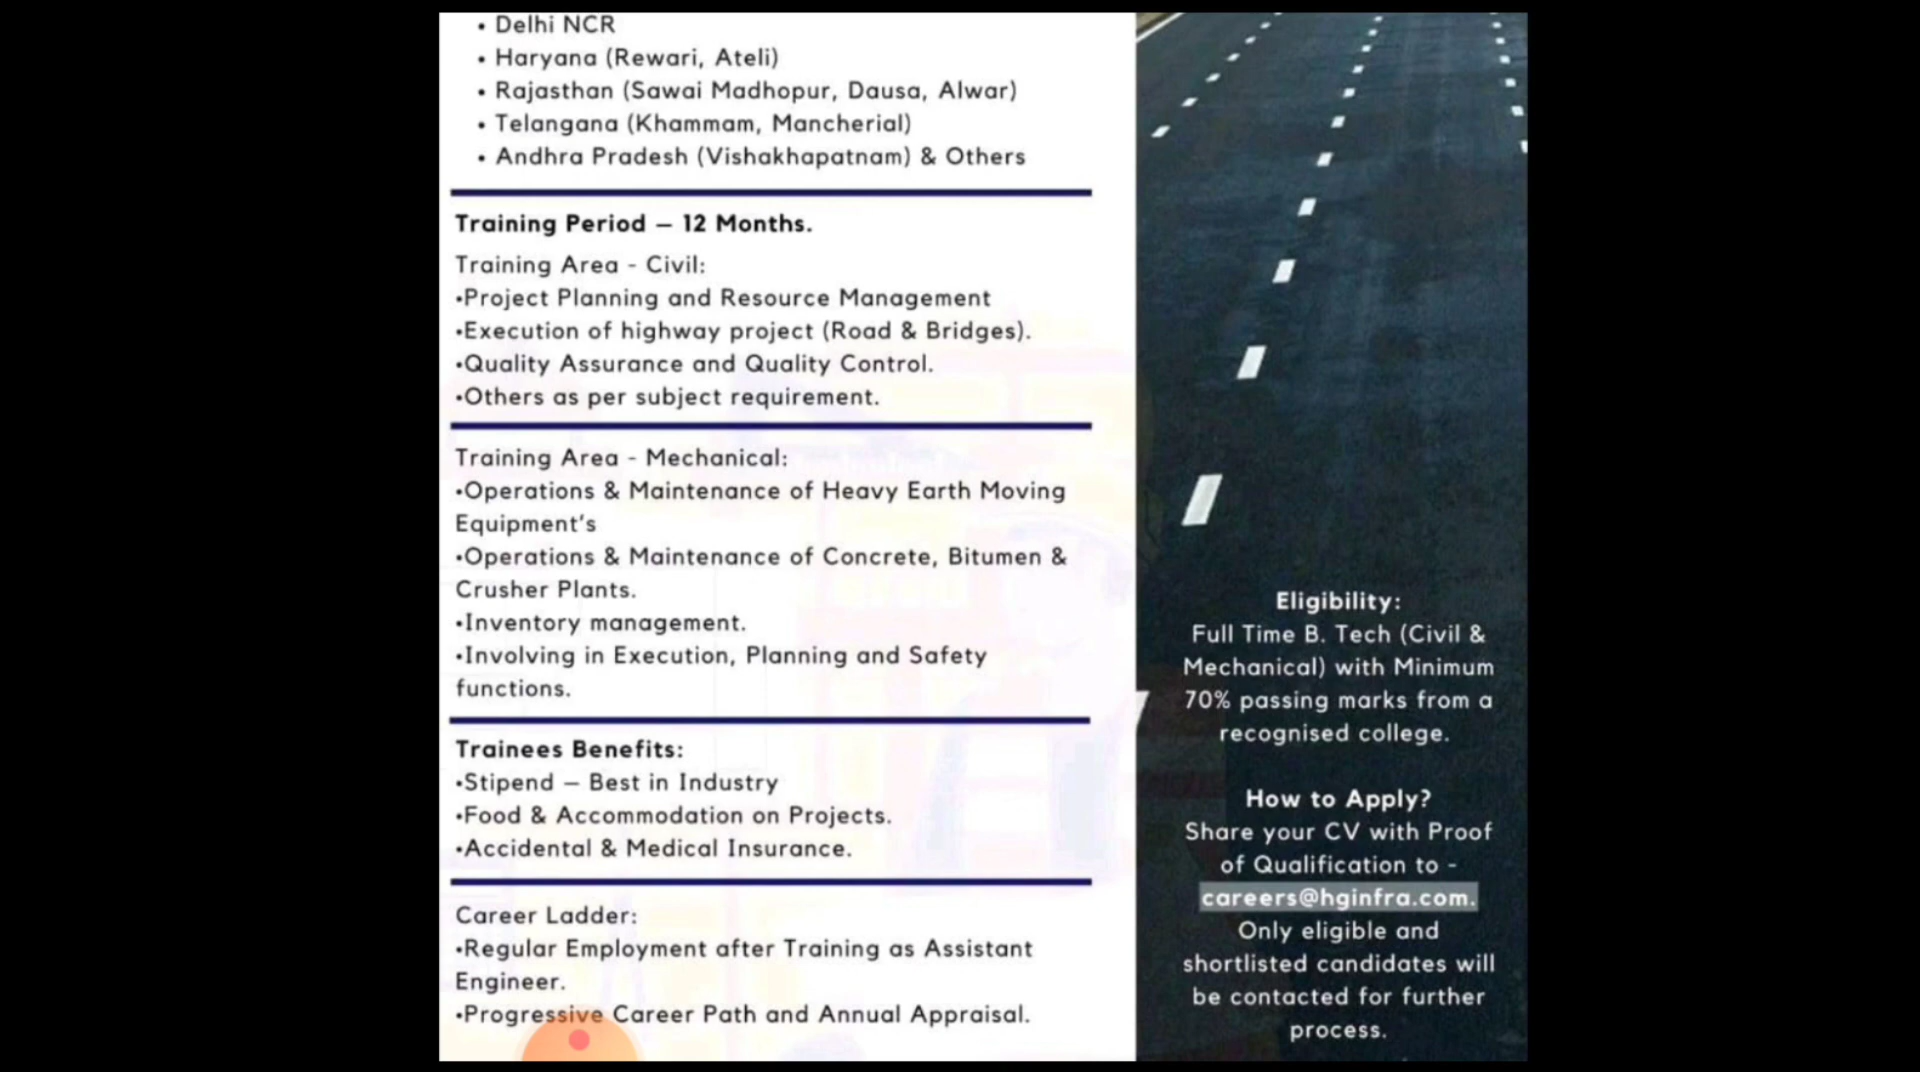 • Delhi NCR
• Haryana (Rewari, Ateli)
• Rajasthan (Sawai Madhopur, Dausa, Alwar)
• Telangana (Khammam, Mancherial)
• Andhra Pradesh (Vishakhapatnam) & Others
Training Period – 12 Months.
Training Area - Civil:
•Project Planning and Resource Management
•Execution of highway project (Road & Bridges).
•Quality Assurance and Quality Control.
•Others as per subject requirement.
Training Area - Mechanical:
•Operations & Maintenance of Heavy Earth Moving
Equipment's
•Operations & Maintenance of Concrete, Bitumen &
Crusher Plants.
•Inventory management.
•Involving in Execution, Planning and Safety
functions.
Trainees Benefits:
•Stipend – Best in Industry
•Food & Accommodation on Projects.
•Accidental & Medical Insurance.
Career Ladder:
•Regular Employment after Training as Assistant
Engineer.
•Progressive Career Path and Annual Appraisal.
Eligibility:
Full Time B. Tech (Civil &
Mechanical) with Minimum
70% passing marks from a
recognised college.
How to Apply?
Share your CV with Proof
of Qualification to -
careers@hginfra.com.
Only eligible and
shortlisted candidates will
be contacted for further
process.